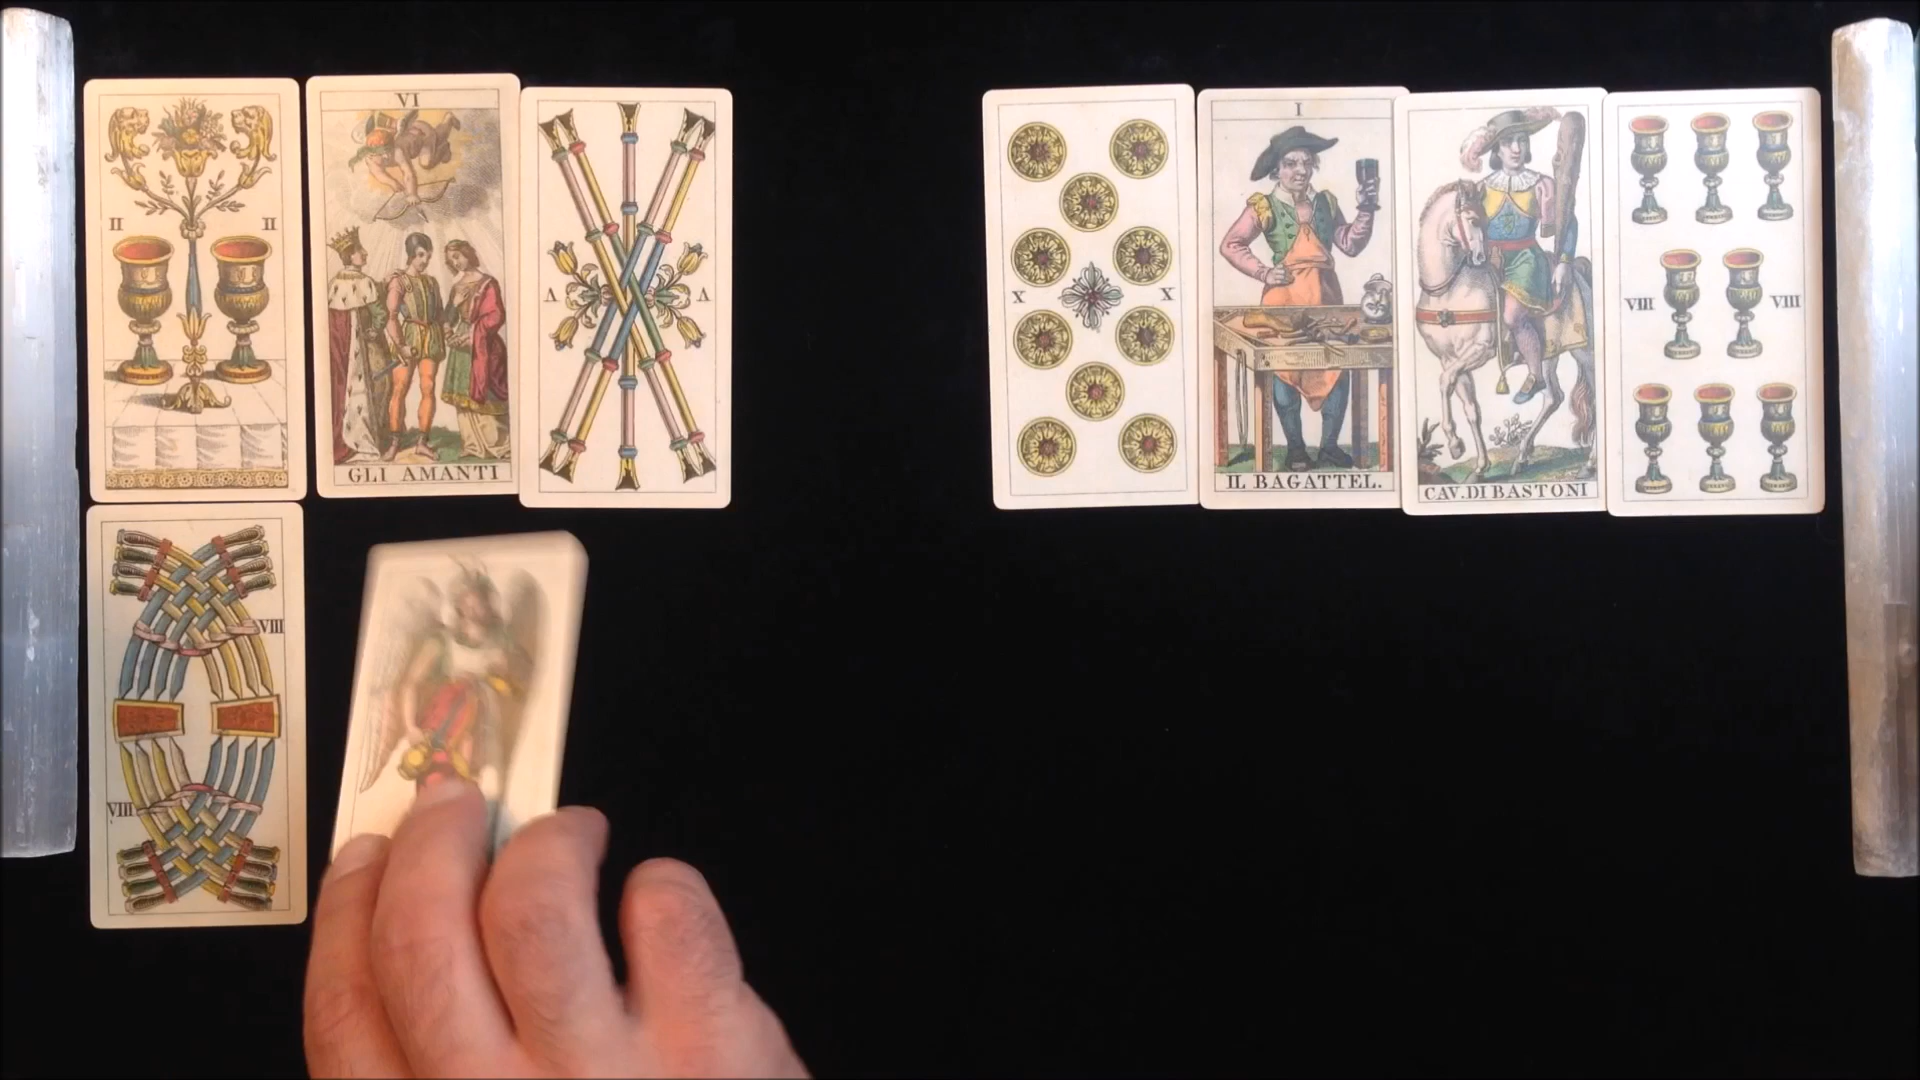 II II
VI
GLI AMANTI
V V
X X
I
IL BAGATTEL.
CAV. DI BASTONI
VIII VIII
VIII
VIII